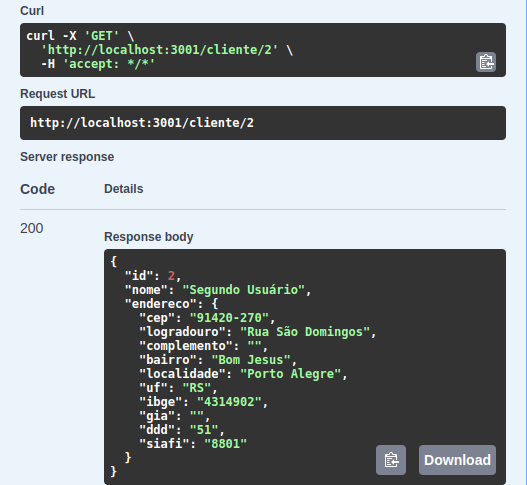 Curl
curl -X 'GET' \
  'http://localhost:3001/cliente/2' \
  -H 'accept: */*'
Request URL
http://localhost:3001/cliente/2
Server response
Code Details
200
Response body
{
  "id": 2,
  "nome": "Segundo Usuário",
  "endereco": {
    "cep": "91420-270",
    "logradouro": "Rua São Domingos",
    "complemento": "",
    "bairro": "Bom Jesus",
    "localidade": "Porto Alegre",
    "uf": "RS",
    "ibge": "4314902",
    "gia": "",
    "ddd": "51",
    "siafi": "8801"
  }
}
Download